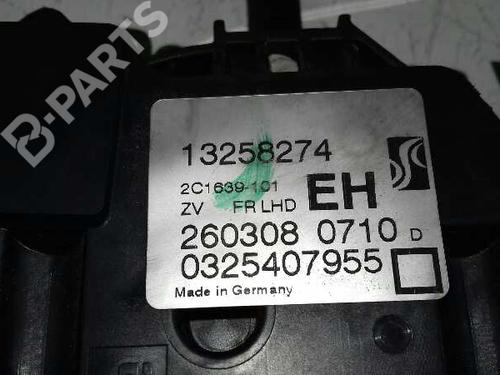 B-PARTS
13258274
2C1639-101
EH
ZV FR LHD
260308 0710 D
0325407955
Made in Germany